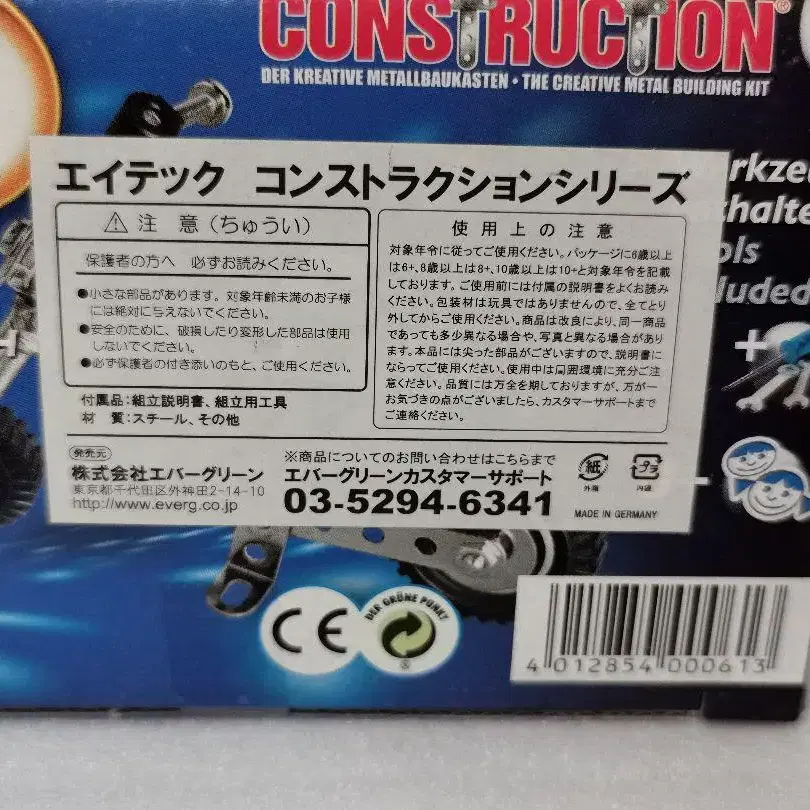 CONSTRUCTION®
DER KREATIVE METALLBAUKASTEN • THE CREATIVE METAL BUILDING KIT
エイテック コンストラクションシリーズ
⚠ 注 意 (ちゅうい)
保護者の方へ 必ずお読みください。
●小さな部品があります。対象年齢未満のお子様
には絶対に与えないでください。
●安全のために、破損したり変形した部品は使用
しないでください。
●必ず保護者の付き添いのもと、ご使用ください。
付属品:組立説明書、組立用工具
材 質:スチール、その他
使 用 上 の 注 意
対象年令に従ってご使用ください。パッケージに6歳以上
は6+、8歳以上は8+、10歳以上は10+と対象年令を記載
しております。ご使用前には付属の説明書をよくお読み
ください。包装材は玩具ではありませんので、全てとり
外してからご使用ください。商品は改良により、同一商品
であっても多少異なる場合や、写真と異なる場合があり
ます。本品には尖った部品がございますので、説明書に
ならってご使用ください。使用中は周囲環境に充分ご注
意ください。品質には万全を期しておりますが、万が一
お気づきの点がございましたら、カスタマーサポートまで
ご連絡ください。
発売元
株式会社エバーグリーン
東京都千代田区外神田2-14-10
http://www.everg.co.jp
※商品についてのお問い合わせはこちらまで
エバーグリーンカスタマーサポート
03-5294-6341
紙
外箱
プラ
内袋
MADE IN GERMANY
CE
DER GRÜNE PUNKT
4 012854 000613